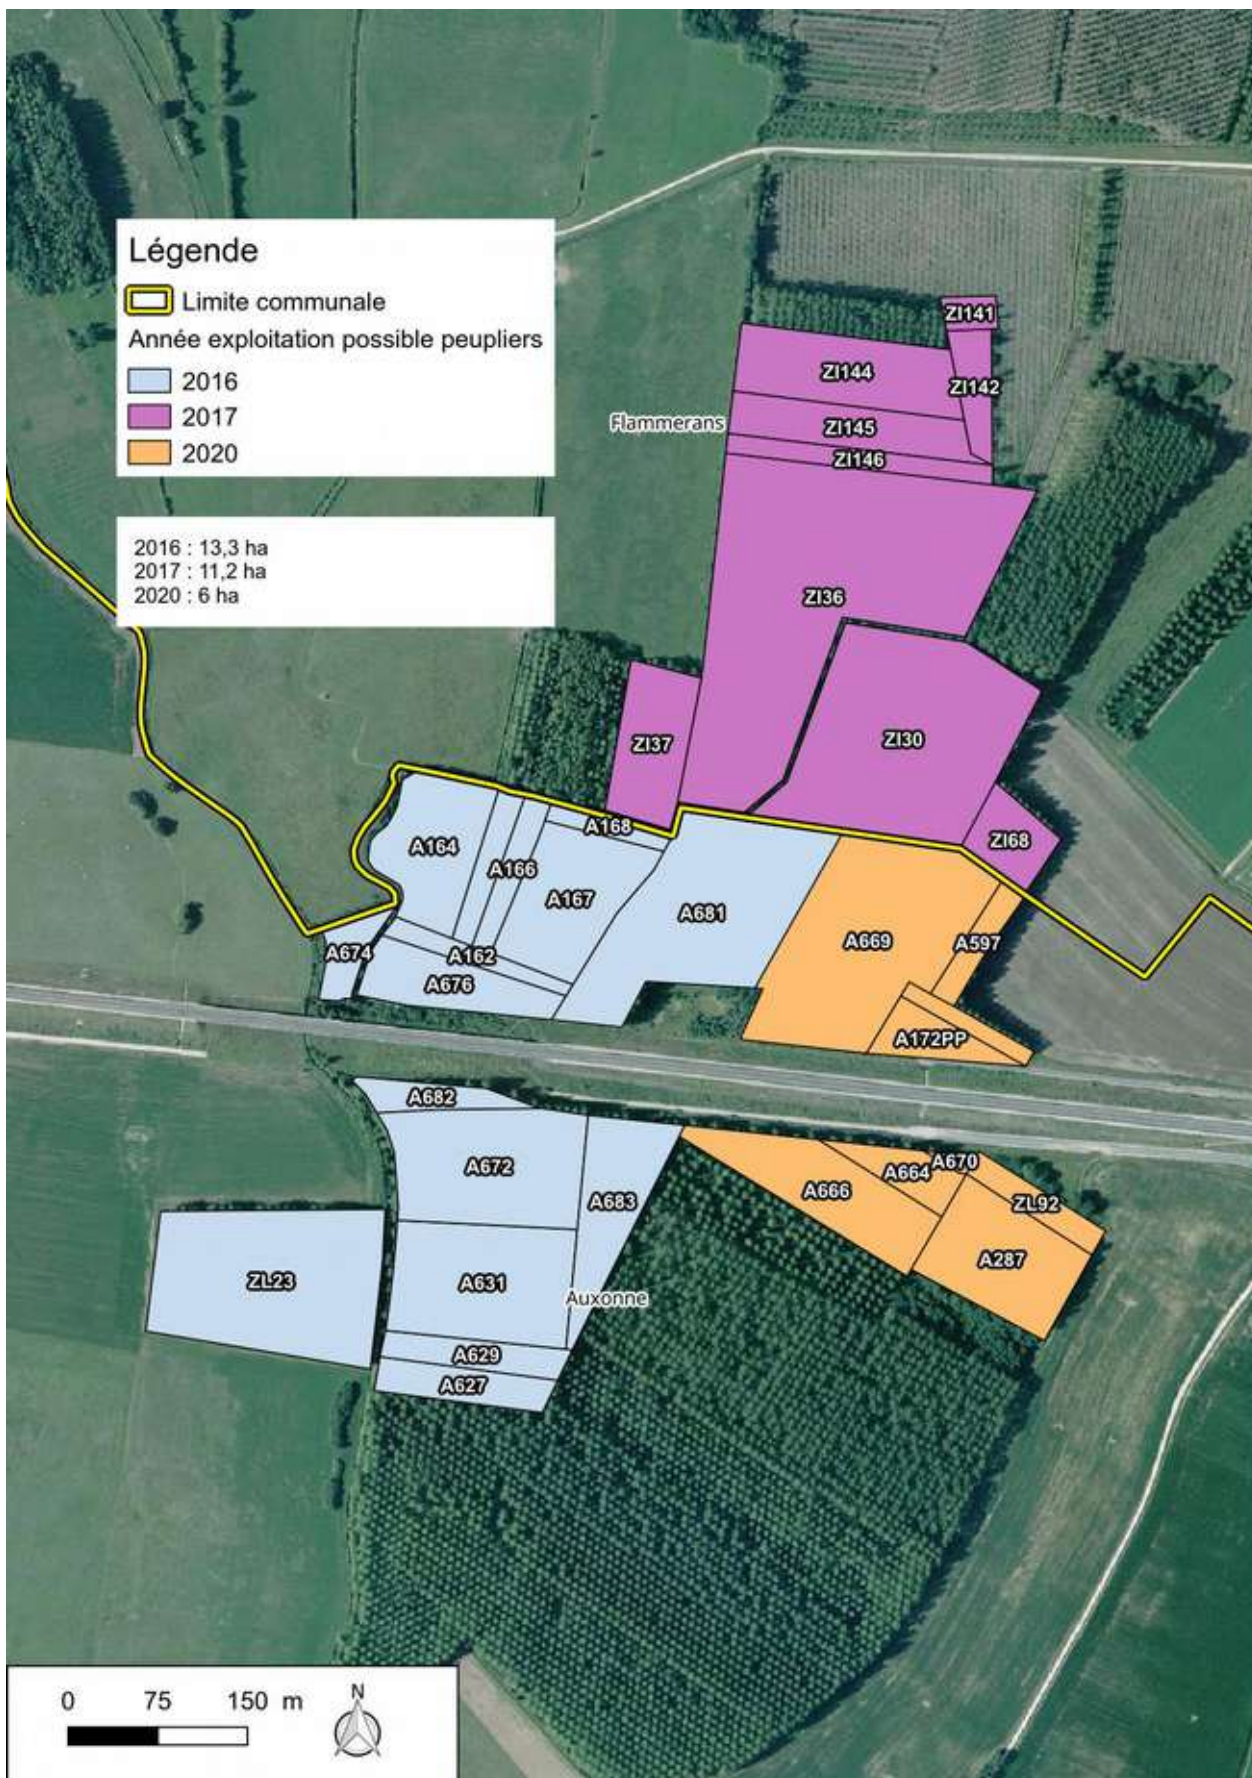 Légende
Limite communale
Année exploitation possible peupliers
2016
2017
2020
2016 : 13,3 ha
2017 : 11,2 ha
2020 : 6 ha
ZI141
ZI144
ZI142
Flammerans
ZI145
ZI146
ZI36
ZI37
ZI30
A168
ZI68
A164
A166
A167
A681
A669
A597
A674
A162
A676
A172PP
A682
A672
A670
A664
A666
A683
ZL92
A287
ZL23
A631
Auxonne
A629
A627
0 75 150 m
N